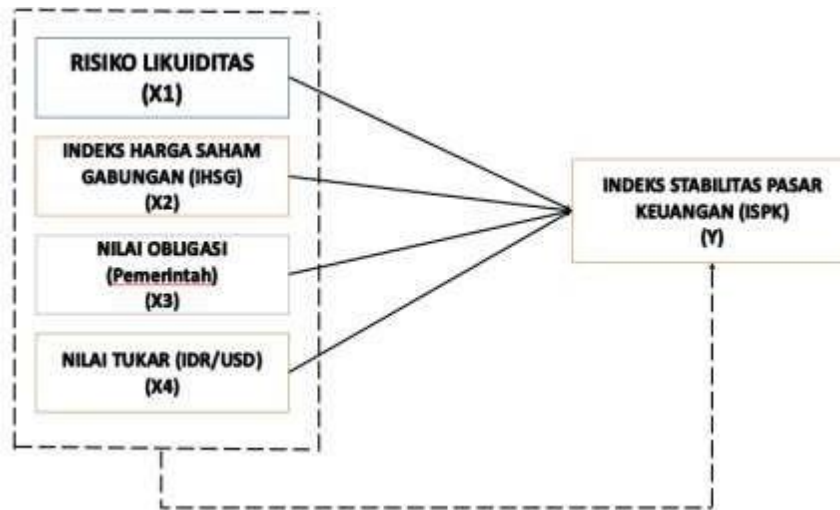 RISIKO LIKUIDITAS
(X1)
INDEKS HARGA SAHAM
GABUNGAN (IHSG)
(X2)
NILAI OBLIGASI
(Pemerintah)
(X3)
NILAI TUKAR (IDR/USD)
(X4)
INDEKS STABILITAS PASAR
KEUANGAN (ISPK)
(Y)